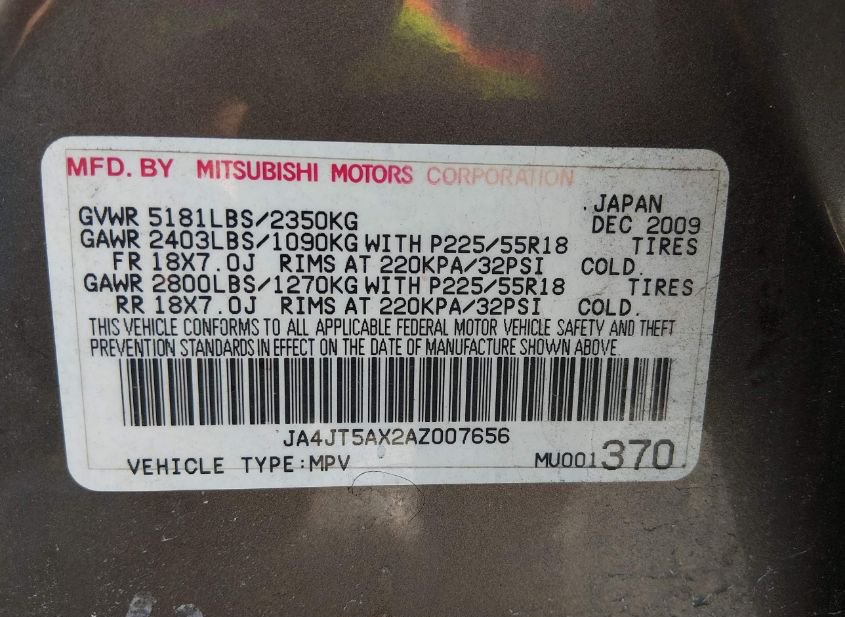 MFD. BY MITSUBISHI MOTORS CORPORATION
.JAPAN
GVWR 5181LBS/2350KG DEC 2009
GAWR 2403LBS/1090KG WITH P225/55R18 TIRES
FR 18X7.0J RIMS AT 220KPA/32PSI COLD.
GAWR 2800LBS/1270KG WITH P225/55R18 TIRES
RR 18X7.0J RIMS AT 220KPA/32PSI COLD.
THIS VEHICLE CONFORMS TO ALL APPLICABLE FEDERAL MOTOR VEHICLE SAFETY AND THEFT
PREVENTION STANDARDS IN EFFECT ON THE DATE OF MANUFACTURE SHOWN ABOVE.
JA4JT5AX2AZ007656
VEHICLE TYPE:MPV MU001370